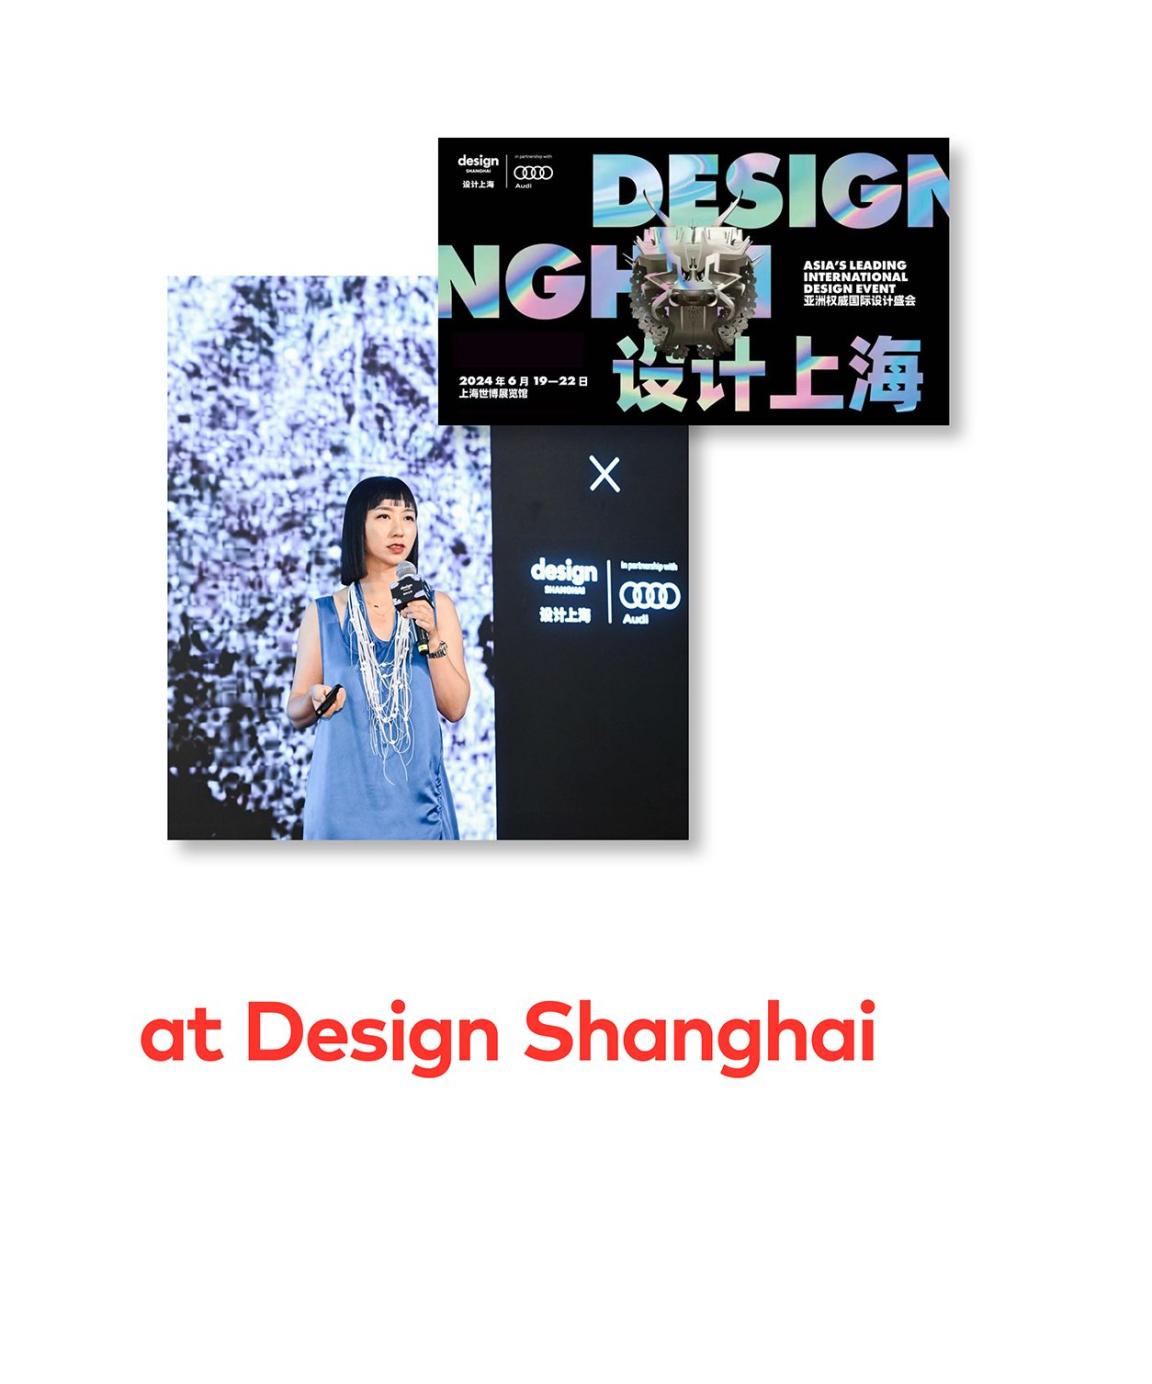 design
SHANGHAI
设计上海
in partnership with
Audi
DESIGN
NGH I
ASIA'S LEADING
INTERNATIONAL
DESIGN EVENT
亚洲权威国际设计盛会
设计上海
2024 年 6 月 19—22 日
上海世博展览馆
X
design
SHANGHAI
设计上海
In partnership with
Audi
design
at Design Shanghai